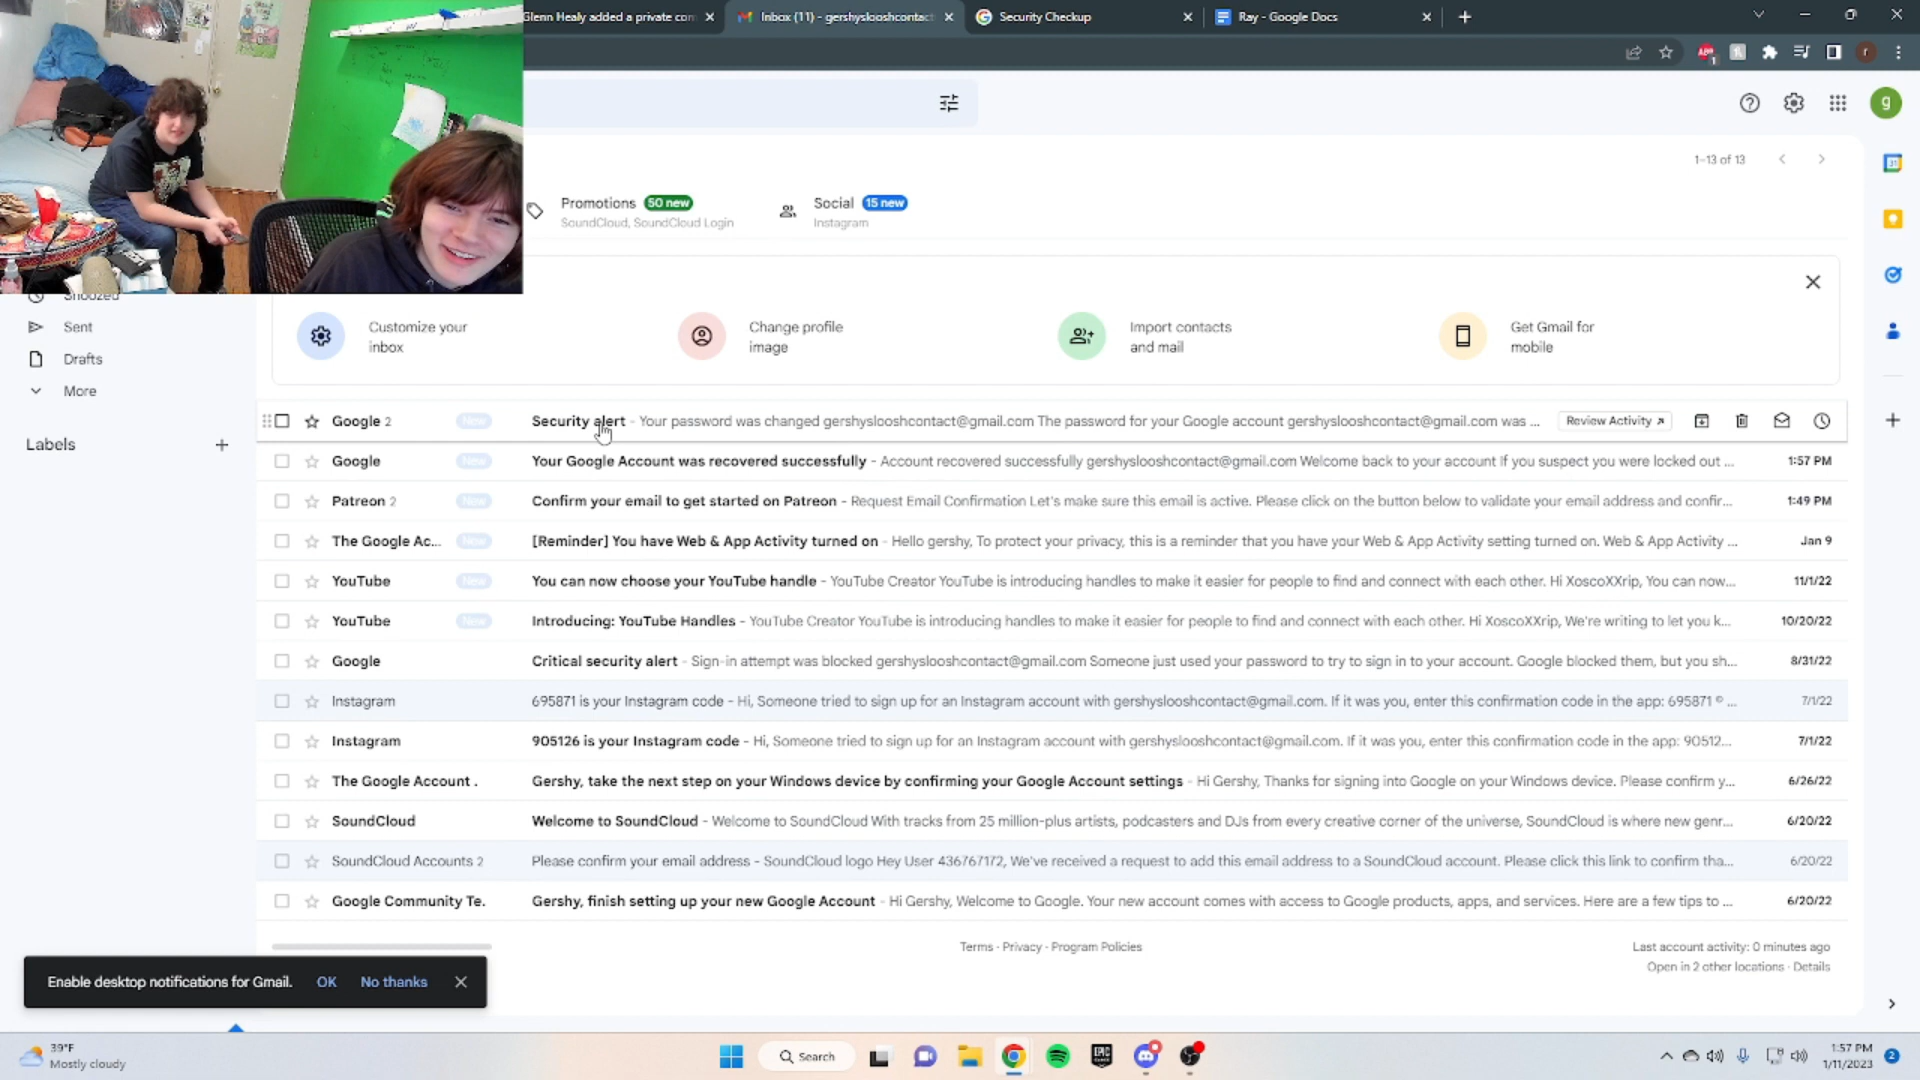 Glenn Healy added a private con
Inbox (11) - gershyslooshcontact
Security Checkup
Ray - Google Docs
1
r
g
1-13 of 13
Promotions 50 new
SoundCloud, SoundCloud Login
Social 15 new
Instagram
Snoozed
Sent
Drafts
More
Labels
Customize your inbox
Change profile image
Import contacts and mail
Get Gmail for mobile
Google 2 New Security alert - Your password was changed gershyslooshcontact@gmail.com The password for your Google account gershyslooshcontact@gmail.com was ... Review Activity
Google New Your Google Account was recovered successfully - Account recovered successfully gershyslooshcontact@gmail.com Welcome back to your account If you suspect you were locked out ... 1:57 PM
Patreon 2 New Confirm your email to get started on Patreon - Request Email Confirmation Let's make sure this email is active. Please click on the button below to validate your email address and confir... 1:49 PM
The Google Ac... New [Reminder] You have Web & App Activity turned on - Hello gershy, To protect your privacy, this is a reminder that you have your Web & App Activity setting turned on. Web & App Activity ... Jan 9
YouTube New You can now choose your YouTube handle - YouTube Creator YouTube is introducing handles to make it easier for people to find and connect with each other. Hi XoscoXXrip, You can now... 11/1/22
YouTube New Introducing: YouTube Handles - YouTube Creator YouTube is introducing handles to make it easier for people to find and connect with each other. Hi XoscoXXrip, We're writing to let you k... 10/20/22
Google Critical security alert - Sign-in attempt was blocked gershyslooshcontact@gmail.com Someone just used your password to try to sign in to your account. Google blocked them, but you sh... 8/31/22
Instagram 695871 is your Instagram code - Hi, Someone tried to sign up for an Instagram account with gershyslooshcontact@gmail.com. If it was you, enter this confirmation code in the app: 695871 © ... 7/1/22
Instagram 905126 is your Instagram code - Hi, Someone tried to sign up for an Instagram account with gershyslooshcontact@gmail.com. If it was you, enter this confirmation code in the app: 90512... 7/1/22
The Google Account . Gershy, take the next step on your Windows device by confirming your Google Account settings - Hi Gershy, Thanks for signing into Google on your Windows device. Please confirm y... 6/26/22
SoundCloud Welcome to SoundCloud - Welcome to SoundCloud With tracks from 25 million-plus artists, podcasters and DJs from every creative corner of the universe, SoundCloud is where new genr... 6/20/22
SoundCloud Accounts 2 Please confirm your email address - SoundCloud logo Hey User 436767172, We've received a request to add this email address to a SoundCloud account. Please click this link to confirm tha... 6/20/22
Google Community Te. Gershy, finish setting up your new Google Account - Hi Gershy, Welcome to Google. Your new account comes with access to Google products, apps, and services. Here are a few tips to ... 6/20/22
Terms · Privacy · Program Policies
Last account activity: 0 minutes ago
Open in 2 other locations · Details
Enable desktop notifications for Gmail. OK No thanks
39°F
Mostly cloudy
Search
1:57 PM
1/11/2023
2